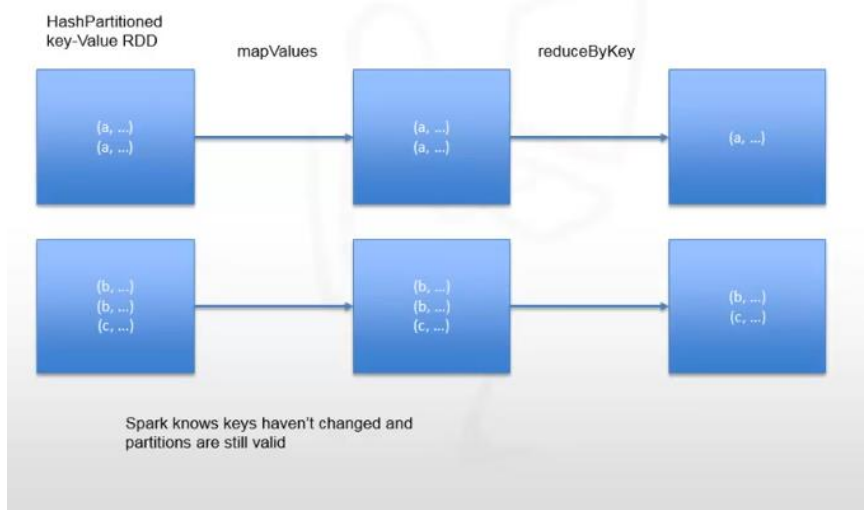 HashPartitioned
key-Value RDD
mapValues
reduceByKey
(a, ...)
(a, ...)
(a, ...)
(a, ...)
(a, ...)
(b, ...)
(b, ...)
(c, ...)
(b, ...)
(b, ...)
(c, ...)
(b, ...)
(c, ...)
Spark knows keys haven't changed and
partitions are still valid